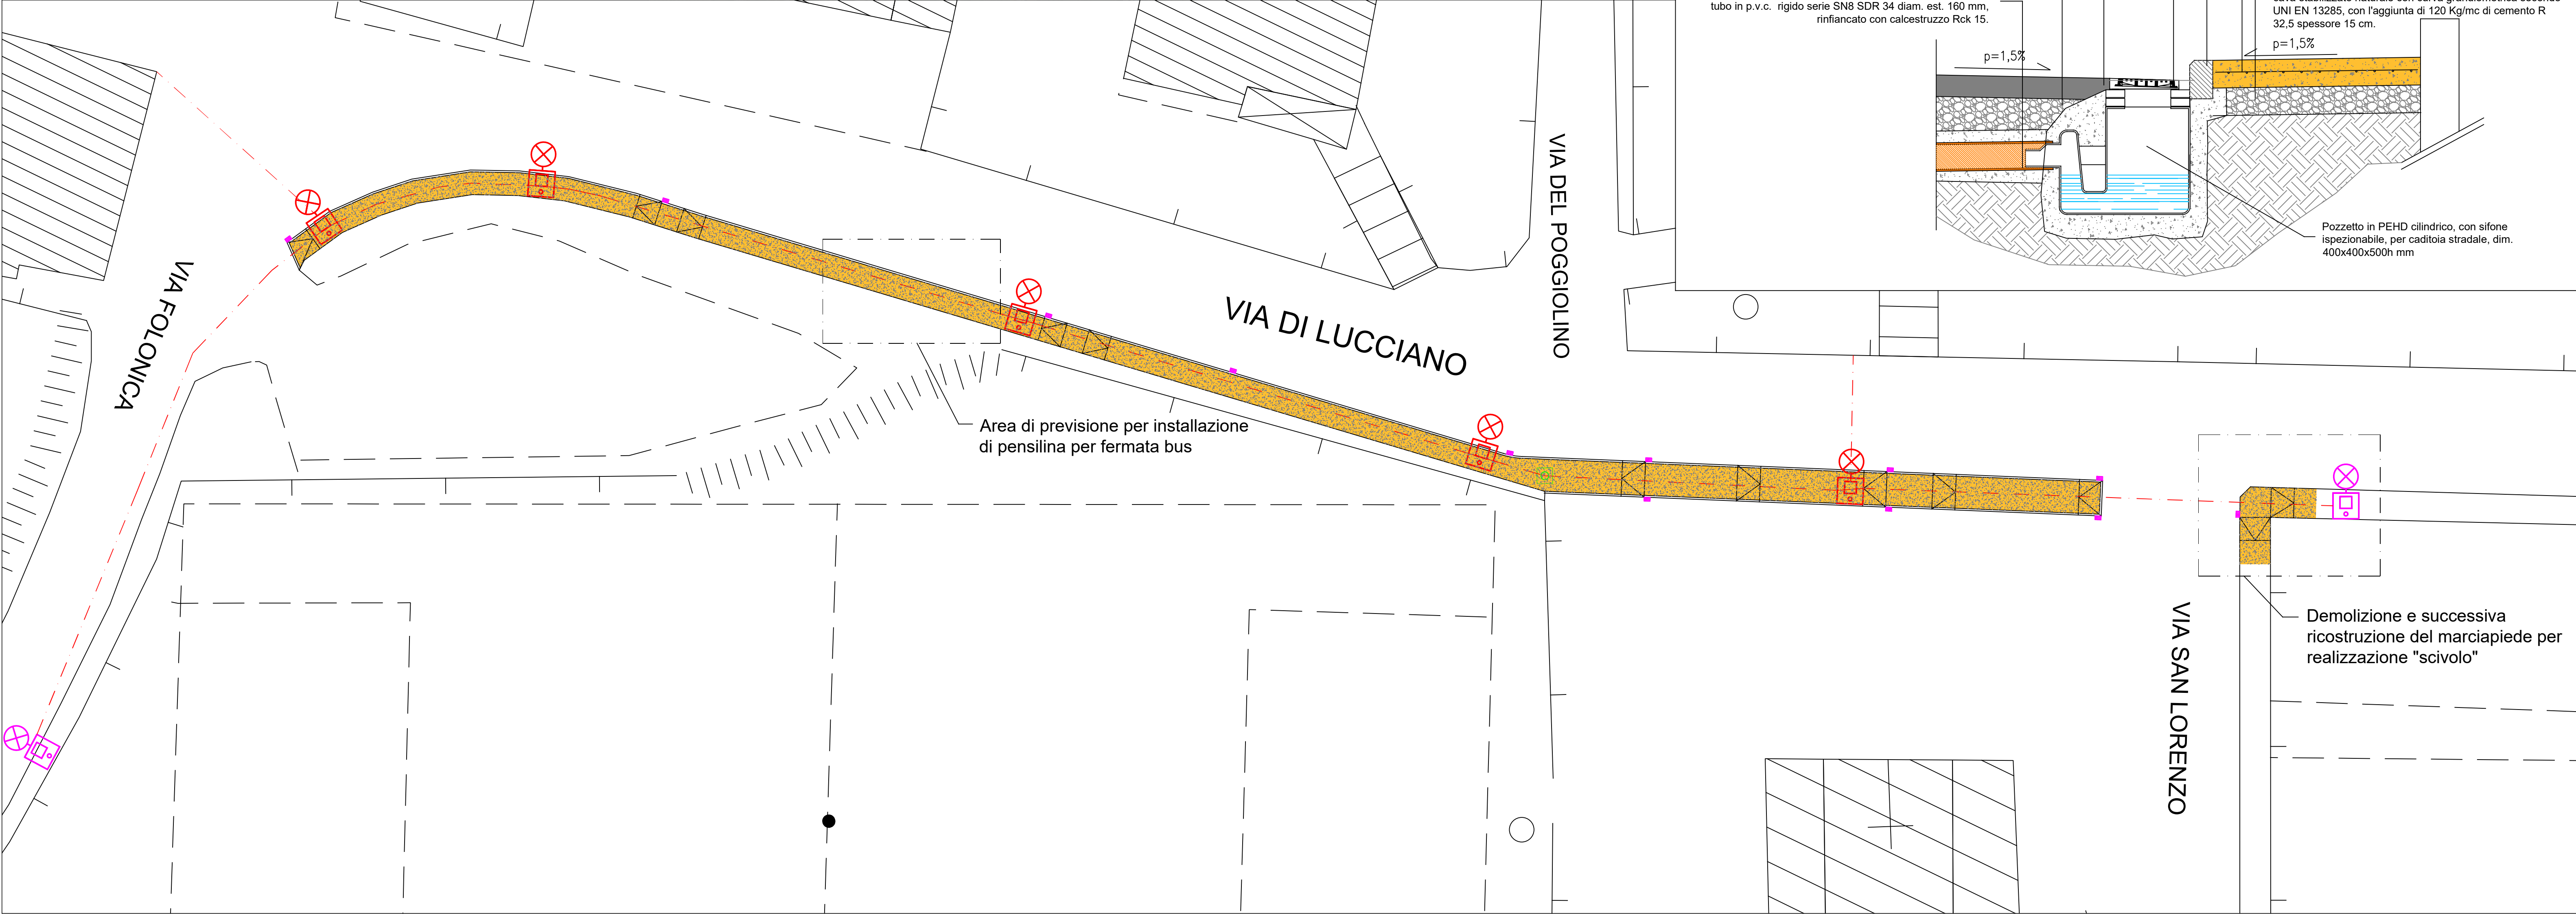 tubo in p.v.c. rigido serie SN8 SDR 34 diam. est. 160 mm,
rinfiancato con calcestruzzo Rck 15.
UNI EN 13285, con l'aggiunta di 120 Kg/mc di cemento R
32,5 spessore 15 cm.
p=1,5%
p=1,5%
Pozzetto in PEHD cilindrico, con sifone
ispezionabile, per caditoia stradale, dim.
400x400x500h mm
VIA FOLONICA
VIA DEL POGGIOLINO
VIA DI LUCCIANO
Area di previsione per installazione
di pensilina per fermata bus
VIA SAN LORENZO
Demolizione e successiva
ricostruzione del marciapiede per
realizzazione "scivolo"